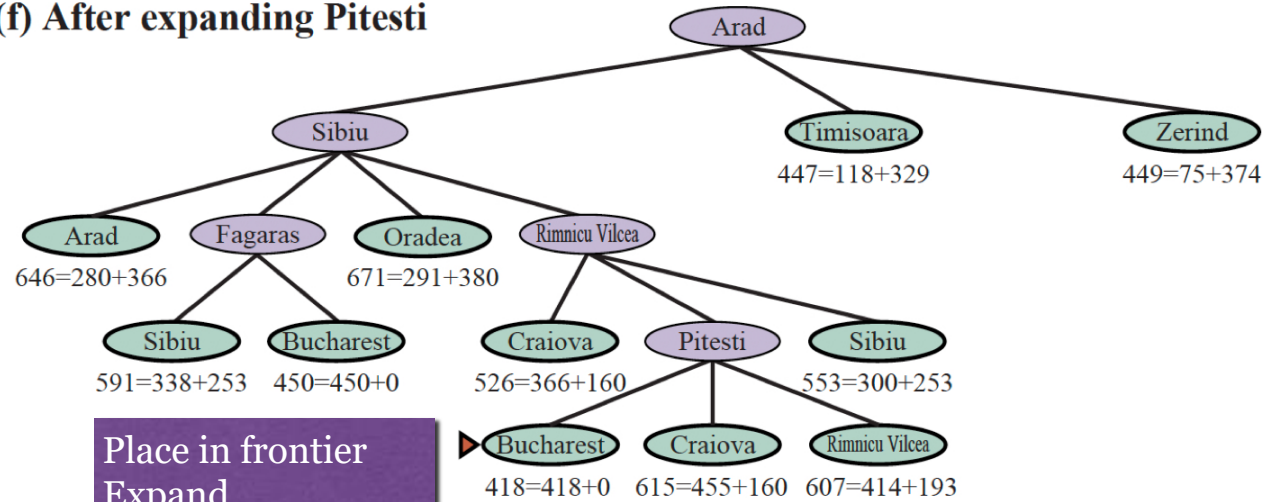 (f) After expanding Pitesti
Arad
Sibiu
Timisoara
Zerind
447=118+329
449=75+374
Arad
Fagaras
Oradea
Rimnicu Vilcea
646=280+366
671=291+380
Sibiu
Bucharest
Craiova
Pitesti
Sibiu
591=338+253
450=450+0
526=366+160
553=300+253
Place in frontier
Expand
Bucharest
Craiova
Rimnicu Vilcea
418=418+0
615=455+160
607=414+193